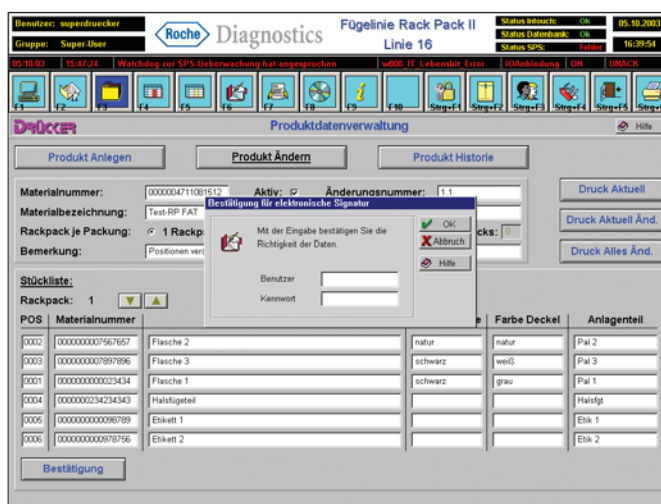 Benutzer: superdruecker
Gruppe: Super-User
Roche Diagnostics
Fügelinie Rack Pack II
Linie 16
Status Intouch: Ok
Status Datenbank: Ok
Status SPS: Fehler
05.10.2003
16:39:54
05/10/03 15:47:24 Watchdog zur SPS-Ueberwachung hat angesprochen w000_IT_Lebensbit_Error IOAnbindung ON UNACK
F1 F2 F3 F4 F5 F6 F7 F8 F9 F10 Strg+F1 Strg+F2 Strg+F3 Strg+F4 Strg+F5 Strg+
DRÜCKER
Produktdatenverwaltung
Hilfe
Produkt Anlegen Produkt Ändern Produkt Historie
Materialnummer: 0000004711081512 Aktiv: Änderungsnummer: 1.1
Druck Aktuell
Materialbezeichnung: Test-RP FAT
Rackpack je Packung: 1 Rackp cks: 0
Druck Aktuell Änd.
Bemerkung: Positionen verä
Druck Alles Änd.
Bestätigung für elektronische Signatur
Mit der Eingabe bestätigen Sie die
Richtigkeit der Daten.
Benutzer
Kennwort
OK
Abbruch
Hilfe
Stückliste:
Rackpack: 1
POS Materialnummer e Farbe Deckel Anlagenteil
0002 0000000007567657 Flasche 2 natur natur Pal 2
0003 0000000007897896 Flasche 3 schwarz weiß Pal 3
0001 0000000000023434 Flasche 1 schwarz grau Pal 1
0004 0000000234234343 Halsfügeteil Halsfgt
0005 0000000000098789 Etikett 1 Etik 1
0006 0000000000978756 Etikett 2 Etik 2
Bestätigung